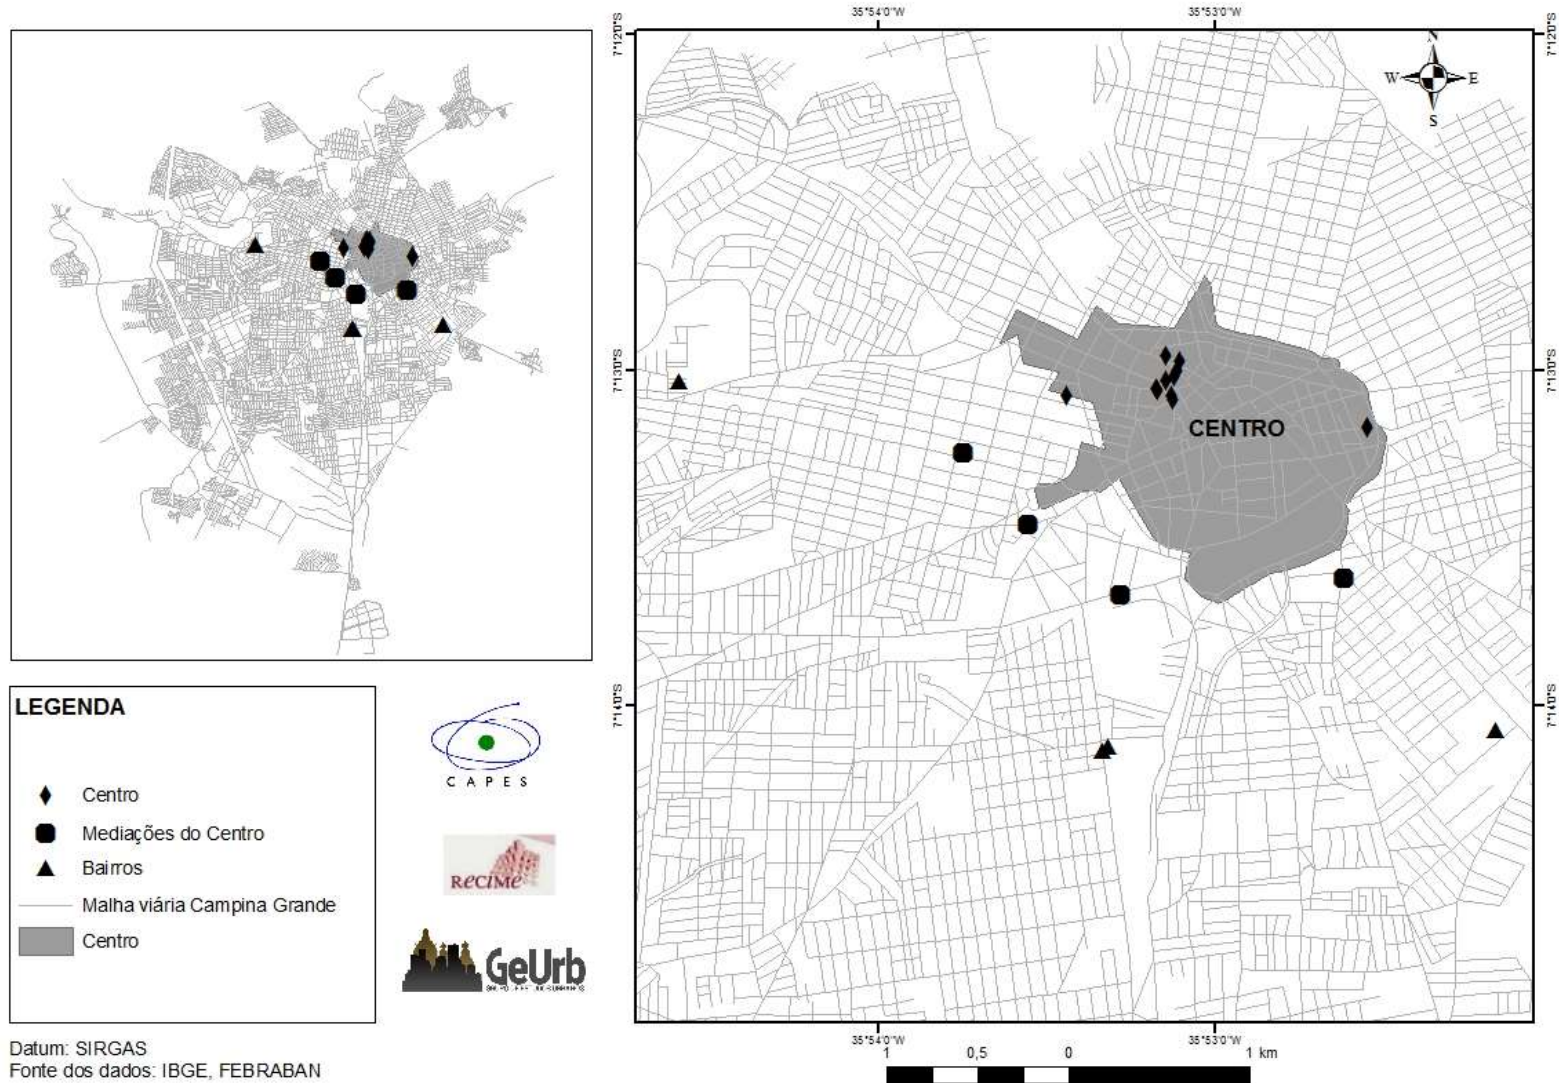 35°54'0"W
35°53'0"W
7°12'0"S
7°12'0"S
N
W E
S
7°13'0"S
7°13'0"S
CENTRO
7°14'0"S
7°14'0"S
LEGENDA
Centro
Mediações do Centro
Bairros
Malha viária Campina Grande
Centro
CAPES
ReCiMe
GeUrb
Datum: SIRGAS
Fonte dos dados: IBGE, FEBRABAN
35°54'0"W
35°53'0"W
1 0,5 0 1 km